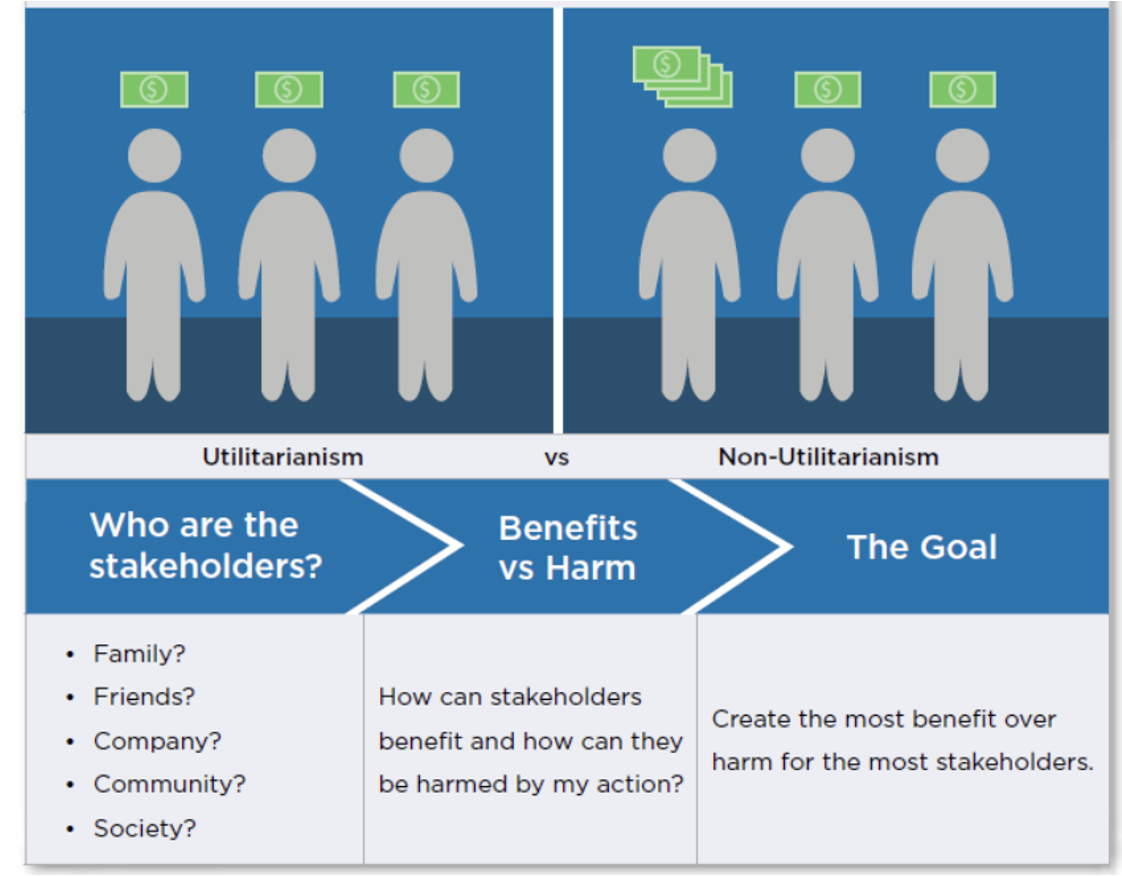 $ $ $ $ $ $
Utilitarianism vs Non-Utilitarianism
Who are the
stakeholders?
Benefits
vs Harm
The Goal
• Family?
• Friends?
• Company?
• Community?
• Society?
How can stakeholders
benefit and how can they
be harmed by my action?
Create the most benefit over
harm for the most stakeholders.